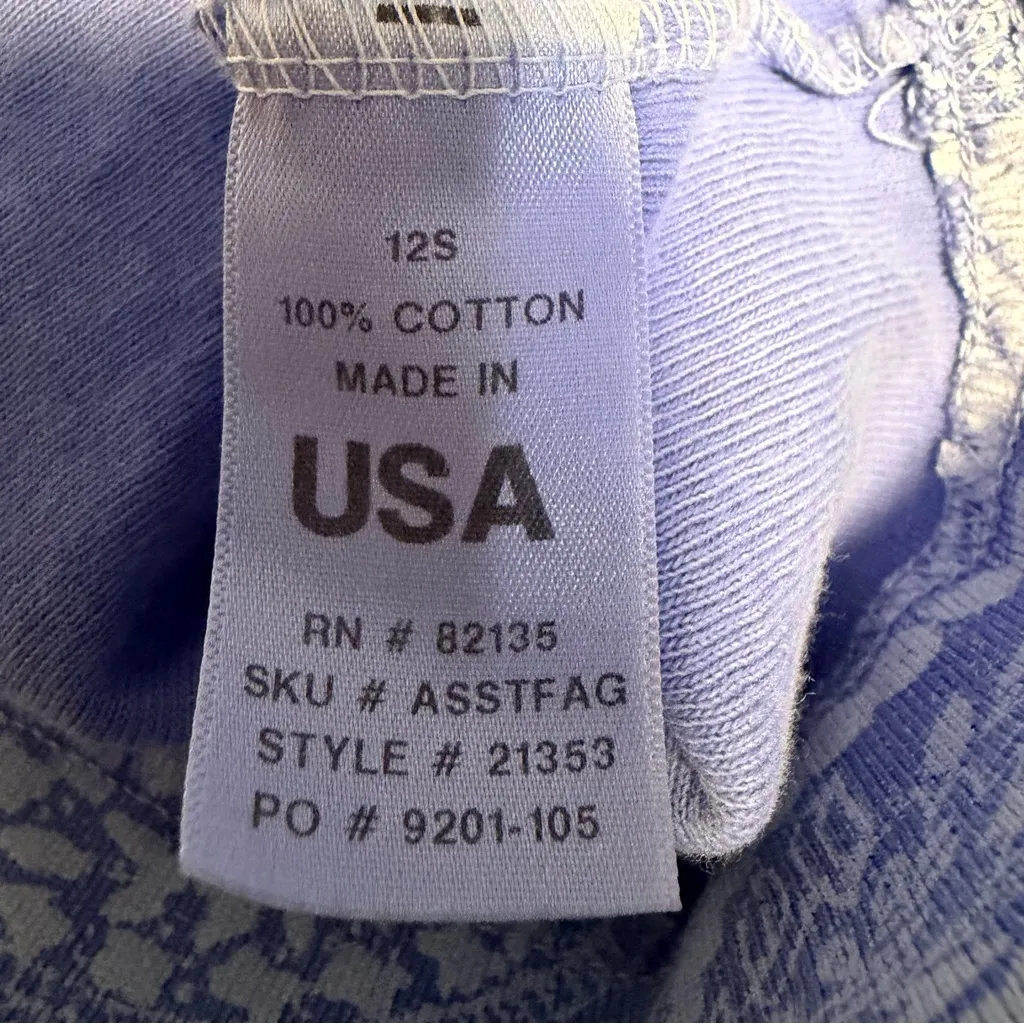 12S
100% COTTON
MADE IN
USA
RN # 82135
SKU # ASSTFAG
STYLE # 21353
PO # 9201-105